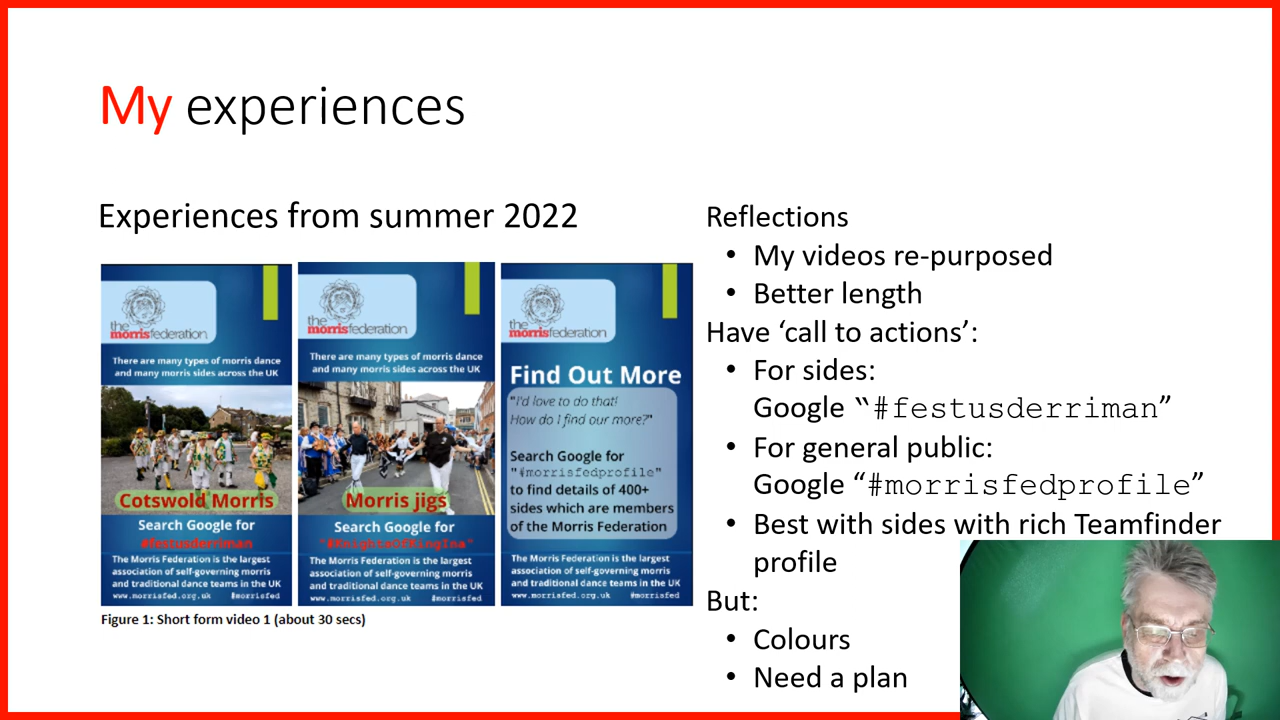 My experiences
Experiences from summer 2022
the
morrisfederation
There are many types of morris dance
and many morris sides across the UK
Cotswold Morris
Search Google for
#festusderriman
The Morris Federation is the largest
association of self-governing morris
and traditional dance teams in the UK
www.morrisfed.org.uk #morrisfed
the
morrisfederation
There are many types of morris dance
and many morris sides across the UK
Morris jigs
Search Google for
"#KnightsOfKingIna"
The Morris Federation is the largest
association of self-governing morris
and traditional dance teams in the UK
www.morrisfed.org.uk #morrisfed
the
morrisfederation
Find Out More
"I'd love to do that!
How do I find our more?"
Search Google for
"#morrisfedprofile"
to find details of 400+
sides which are members
of the Morris Federation
The Morris Federation is the largest
association of self-governing morris
and traditional dance teams in the UK
www.morrisfed.org.uk #morrisfed
Figure 1: Short form video 1 (about 30 secs)
Reflections
• My videos re-purposed
• Better length
Have ‘call to actions’:
• For sides:
Google “#festusderriman”
• For general public:
Google “#morrisfedprofile”
• Best with sides with rich Teamfinder
profile
But:
• Colours
• Need a plan